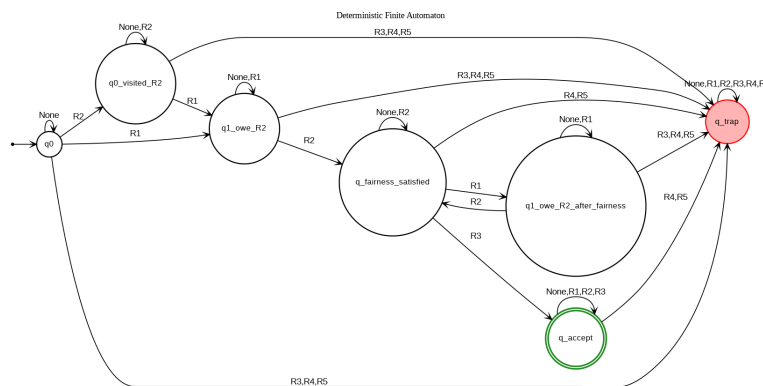 Deterministic Finite Automaton
None,R2
R3,R4,R5
q0_visited_R2
None,R1
R3,R4,R5
None,R1,R2,R3,R4,R
None
R2
R1
q1_owe_R2
None,R2
R4,R5
q_trap
q0
R1
R2
None,R1
R3,R4,R5
q_fairness_satisfied
R1
R2
q1_owe_R2_after_fairness
R4,R5
R3
None,R1,R2,R3
q_accept
R3,R4,R5